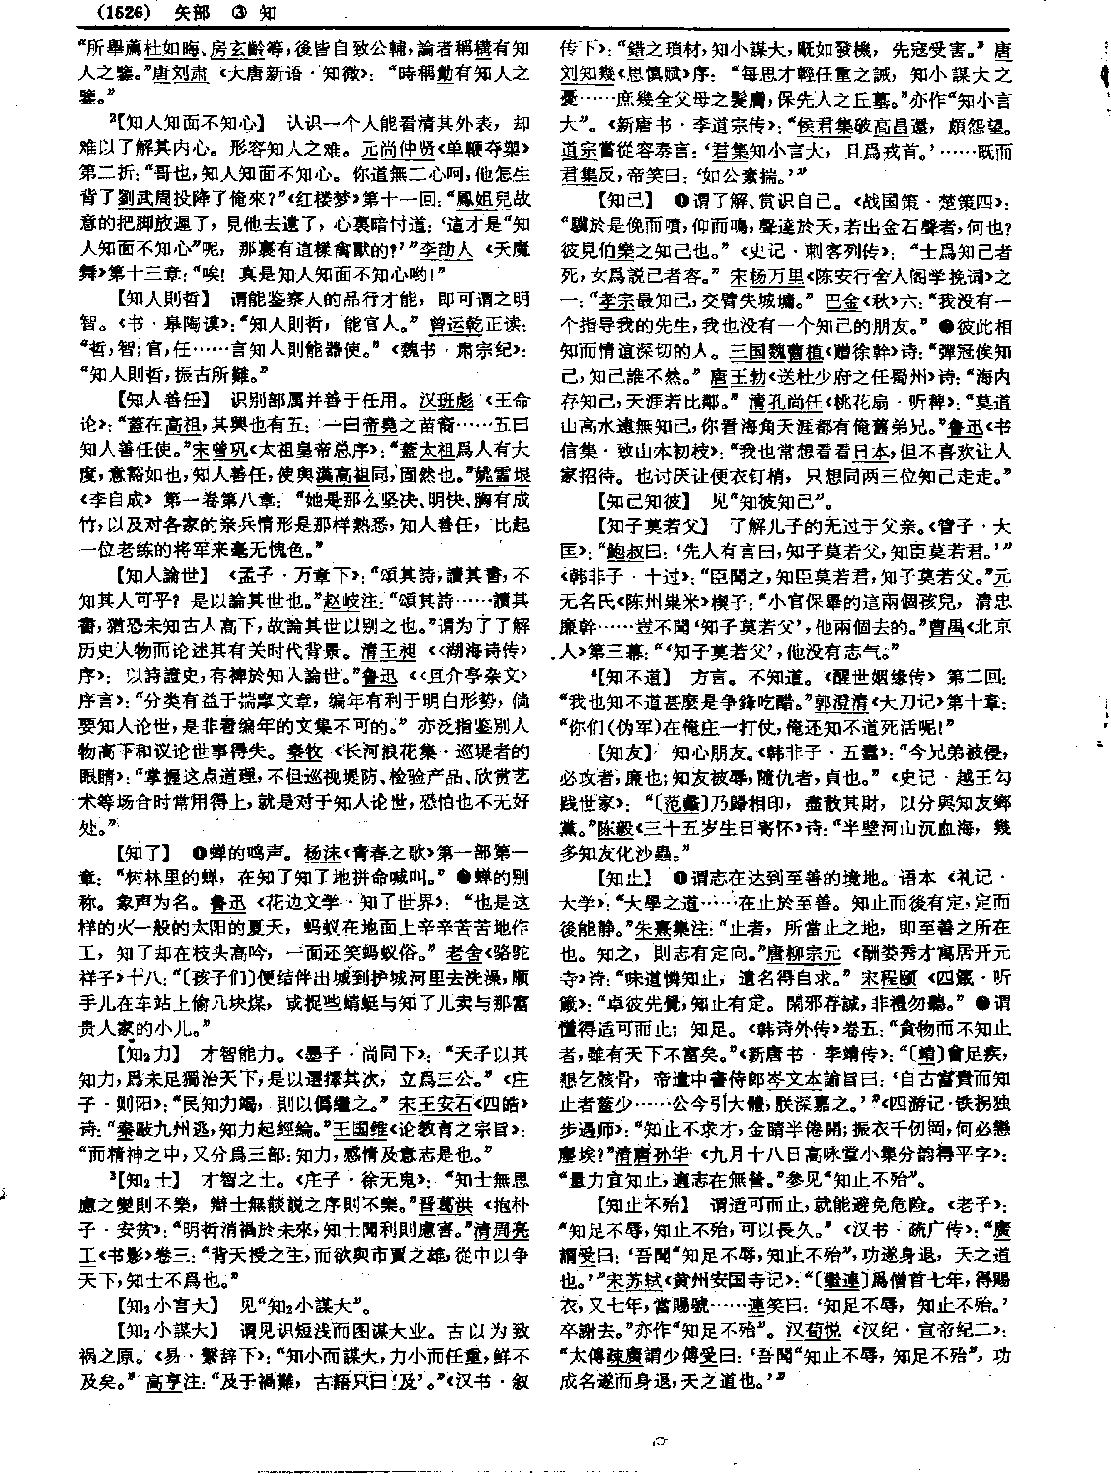 (1526) 矢部 ③ 知
“所舉薦杜如晦、房玄齡等，後皆自致公輔，論者稱構有知
人之鑒。”唐刘肃《大唐新语·知微》：“時稱勣有知人之
鑒。”
³【知人知面不知心】 认识一个人能看清其外表，却
难以了解其内心。形容知人之难。元尚仲贤《单鞭夺槊》
第二折：“哥也，知人知面不知心。你道無二心呵，他怎生
背了劉武周投降了俺來？”《红楼梦》第十一回：“鳳姐兒故
意的把脚放遲了，見他去遠了，心裏暗忖道：‘這才是“知
人知面不知心”呢，那裏有這樣禽獸的？’”李劼人《天魔
舞》第十三章：“唉！真是知人知面不知心哟！”
【知人則哲】 谓能鉴察人的品行才能，即可谓之明
智。《书·皋陶谟》：“知人則哲，能官人。”曾运乾正读：
“哲，智；官，任……言知人則能器使。”《魏书·肃宗纪》：
“知人則哲，振古所難。”
【知人善任】 识别部属并善于任用。汉班彪《王命
论》：“蓋在高祖，其興也有五：一曰帝堯之苗裔……五曰
知人善任使。”宋曾巩《太祖皇帝总序》：“蓋太祖爲人有大
度，意豁如也，知人善任，使與漢高祖同，固然也。”姚雪垠
《李自成》第一卷第八章：“她是那么坚决、明快、胸有成
竹，以及对各家的亲兵情形是那样熟悉，知人善任，比起
一位老练的将军来毫无愧色。”
【知人論世】 《孟子·万章下》：“頌其詩，讀其書，不
知其人可乎？是以論其世也。”赵岐注：“頌其詩……讀其
書，猶恐未知古人高下，故論其世以别之也。”谓为了了解
历史人物而论述其有关时代背景。清王昶《〈湖海诗传〉
序》：以詩證史，有裨於知人論世。”鲁迅《〈且介亭杂文〉
序言》：“分类有益于揣摩文章，编年有利于明白形势，倘
要知人论世，是非看编年的文集不可的。”亦泛指鉴别人
物高下和议论世事得失。秦牧《长河浪花集·巡堤者的
眼睛》：“掌握这点道理，不但巡视堤防、检验产品、欣赏艺
术等场合时常用得上，就是对于知人论世，恐怕也不无好
处。”
【知了】 ❶蝉的鸣声。杨沫《青春之歌》第一部第一
章：“树林里的蝉，在知了知了地拼命喊叫。”❷蝉的别
称。象声为名。鲁迅《花边文学·知了世界》：“也是这
样的火一般的太阳的夏天，蚂蚁在地面上辛辛苦苦地作
工，知了却在枝头高吟，一面还笑蚂蚁俗。”老舍《骆驼
祥子》十八：“〔孩子们〕便结伴出城到护城河里去洗澡，顺
手儿在车站上偷几块煤，或捉些蜻蜓与知了儿卖与那富
贵人家的小儿。”
【知₂力】 才智能力。《墨子·尚同下》：“天子以其
知力，爲未足獨治天下，是以選擇其次，立爲三公。”《庄
子·则阳》：“民知力竭，則以僞繼之。”宋王安石《四皓》
诗：“秦敺九州逃，知力起經綸。”王国维《论教育之宗旨》：
“而精神之中，又分爲三部：知力，感情及意志是也。”
³【知₂士】 才智之士。《庄子·徐无鬼》：“知士無思
慮之變則不樂，辯士無談説之序則不樂。”晋葛洪《抱朴
子·安贫》：“明哲消禍於未來，知士聞利則慮害。”清周亮
工《书影》卷三：“背天授之生，而欲與市賈之雄，從中以争
天下，知士不爲也。”
【知₂小言大】 见“知₂小謀大”。
【知₂小謀大】 谓见识短浅而图谋大业。古以为致
祸之原。《易·繫辞下》：“知小而謀大，力小而任重，鮮不
及矣。”高亨注：“及于禍難，古語只曰‘及’。”《汉书·叙
传下》：“錯之瑣材，知小謀大，旤如發機，先寇受害。”唐
刘知幾《思慎赋》序：“每思才輕任重之誡，知小謀大之
憂……庶幾全父母之髮膚，保先人之丘墓。”亦作“知小言
大”。《新唐书·李道宗传》：“侯君集破高昌還，頗怨望。
道宗嘗從容奏言：‘君集知小言大，且爲戎首。’……既而
君集反，帝笑曰：‘如公素揣。’”
【知己】 ❶谓了解、赏识自己。《战国策·楚策四》：
“驥於是俛而噴，仰而鳴，聲達於天，若出金石聲者，何也？
彼見伯樂之知己也。”《史记·刺客列传》：“士爲知己者
死，女爲説己者容。”宋杨万里《陈安行舍人阁学挽词》之
一：“孝宗最知己，交臂失城墉。”巴金《秋》六：“我没有一
个指导我的先生，我也没有一个知己的朋友。”❷彼此相
知而情谊深切的人。三国魏曹植《赠徐幹》诗：“彈冠俟知
己，知己誰不然。”唐王勃《送杜少府之任蜀州》诗：“海内
存知己，天涯若比鄰。”清孔尚任《桃花扇·听稗》：“莫道
山高水遠無知己，你看海角天涯都有俺舊弟兄。”鲁迅《书
信集·致山本初枝》：“我也常想看看日本，但不喜欢让人
家招待。也讨厌让便衣钉梢，只想同两三位知己走走。”
【知己知彼】 见“知彼知己”。
【知子莫若父】 了解儿子的无过于父亲。《管子·大
匡》：“鮑叔曰：‘先人有言曰，知子莫若父，知臣莫若君。’”
《韩非子·十过》：“臣聞之，知臣莫若君，知子莫若父。”元
无名氏《陈州粜米》楔子：“小官保舉的這兩個孩兒，清忠
廉幹……豈不聞‘知子莫若父’，他兩個去的。”曹禺《北京
人》第三幕：“‘知子莫若父’，他没有志气。”
⁴【知不道】 方言。不知道。《醒世姻缘传》第二回：
“我也知不道甚麼是争鋒吃醋。”郭澄清《大刀记》第十章：
“你们（伪军）在俺庄一打仗，俺还知不道死活呢！”
【知友】 知心朋友。《韩非子·五蠹》：“今兄弟被侵，
必攻者，廉也；知友被辱，隨仇者，貞也。”《史记·越王勾
践世家》：“〔范蠡〕乃歸相印，盡散其財，以分與知友鄉
黨。”陈毅《三十五岁生日寄怀》诗：“半壁河山沉血海，幾
多知友化沙蟲。”
【知止】 ❶谓志在达到至善的境地。语本《礼记·
大学》：“大學之道……在止於至善。知止而後有定，定而
後能静。”朱熹集注：“止者，所當止之地，即至善之所在
也。知之，則志有定向。”唐柳宗元《酬娄秀才寓居开元
寺》诗：“味道憐知止，遺名得自求。”宋程颐《四箴·听
箴》：“卓彼先覺，知止有定。閑邪存誠，非禮勿聽。”❷谓
懂得适可而止；知足。《韩诗外传》卷五：“貪物而不知止
者，雖有天下不富矣。”《新唐书·李靖传》：“〔靖〕會足疾，
懇乞骸骨，帝遣中書侍郎岑文本諭旨曰：‘自古富貴而知
止者蓋少……公今引大體，朕深嘉之。’”《四游记·铁拐独
步遇师》：“知止不求才，金睛半倦開；振衣千仞岡，何必戀
塵埃？”清唐孙华《九月十八日高咏堂小集分韵得平字》：
“量力宜知止，適志在無營。”参见“知止不殆”。
【知止不殆】 谓适可而止，就能避免危险。《老子》：
“知足不辱，知止不殆，可以長久。”《汉书·疏广传》：“廣
謂受曰：‘吾聞“知足不辱，知止不殆”，功遂身退，天之道
也。’”宋苏轼《黄州安国寺记》：“〔繼連〕爲僧首七年，得賜
衣，又七年，當賜號……連笑曰：‘知足不辱，知止不殆。’
卒謝去。”亦作“知足不殆”。汉荀悦《汉纪·宣帝纪二》：
“太傅疎廣謂少傅受曰：‘吾聞“知止不辱，知足不殆”，功
成名遂而身退，天之道也。’”